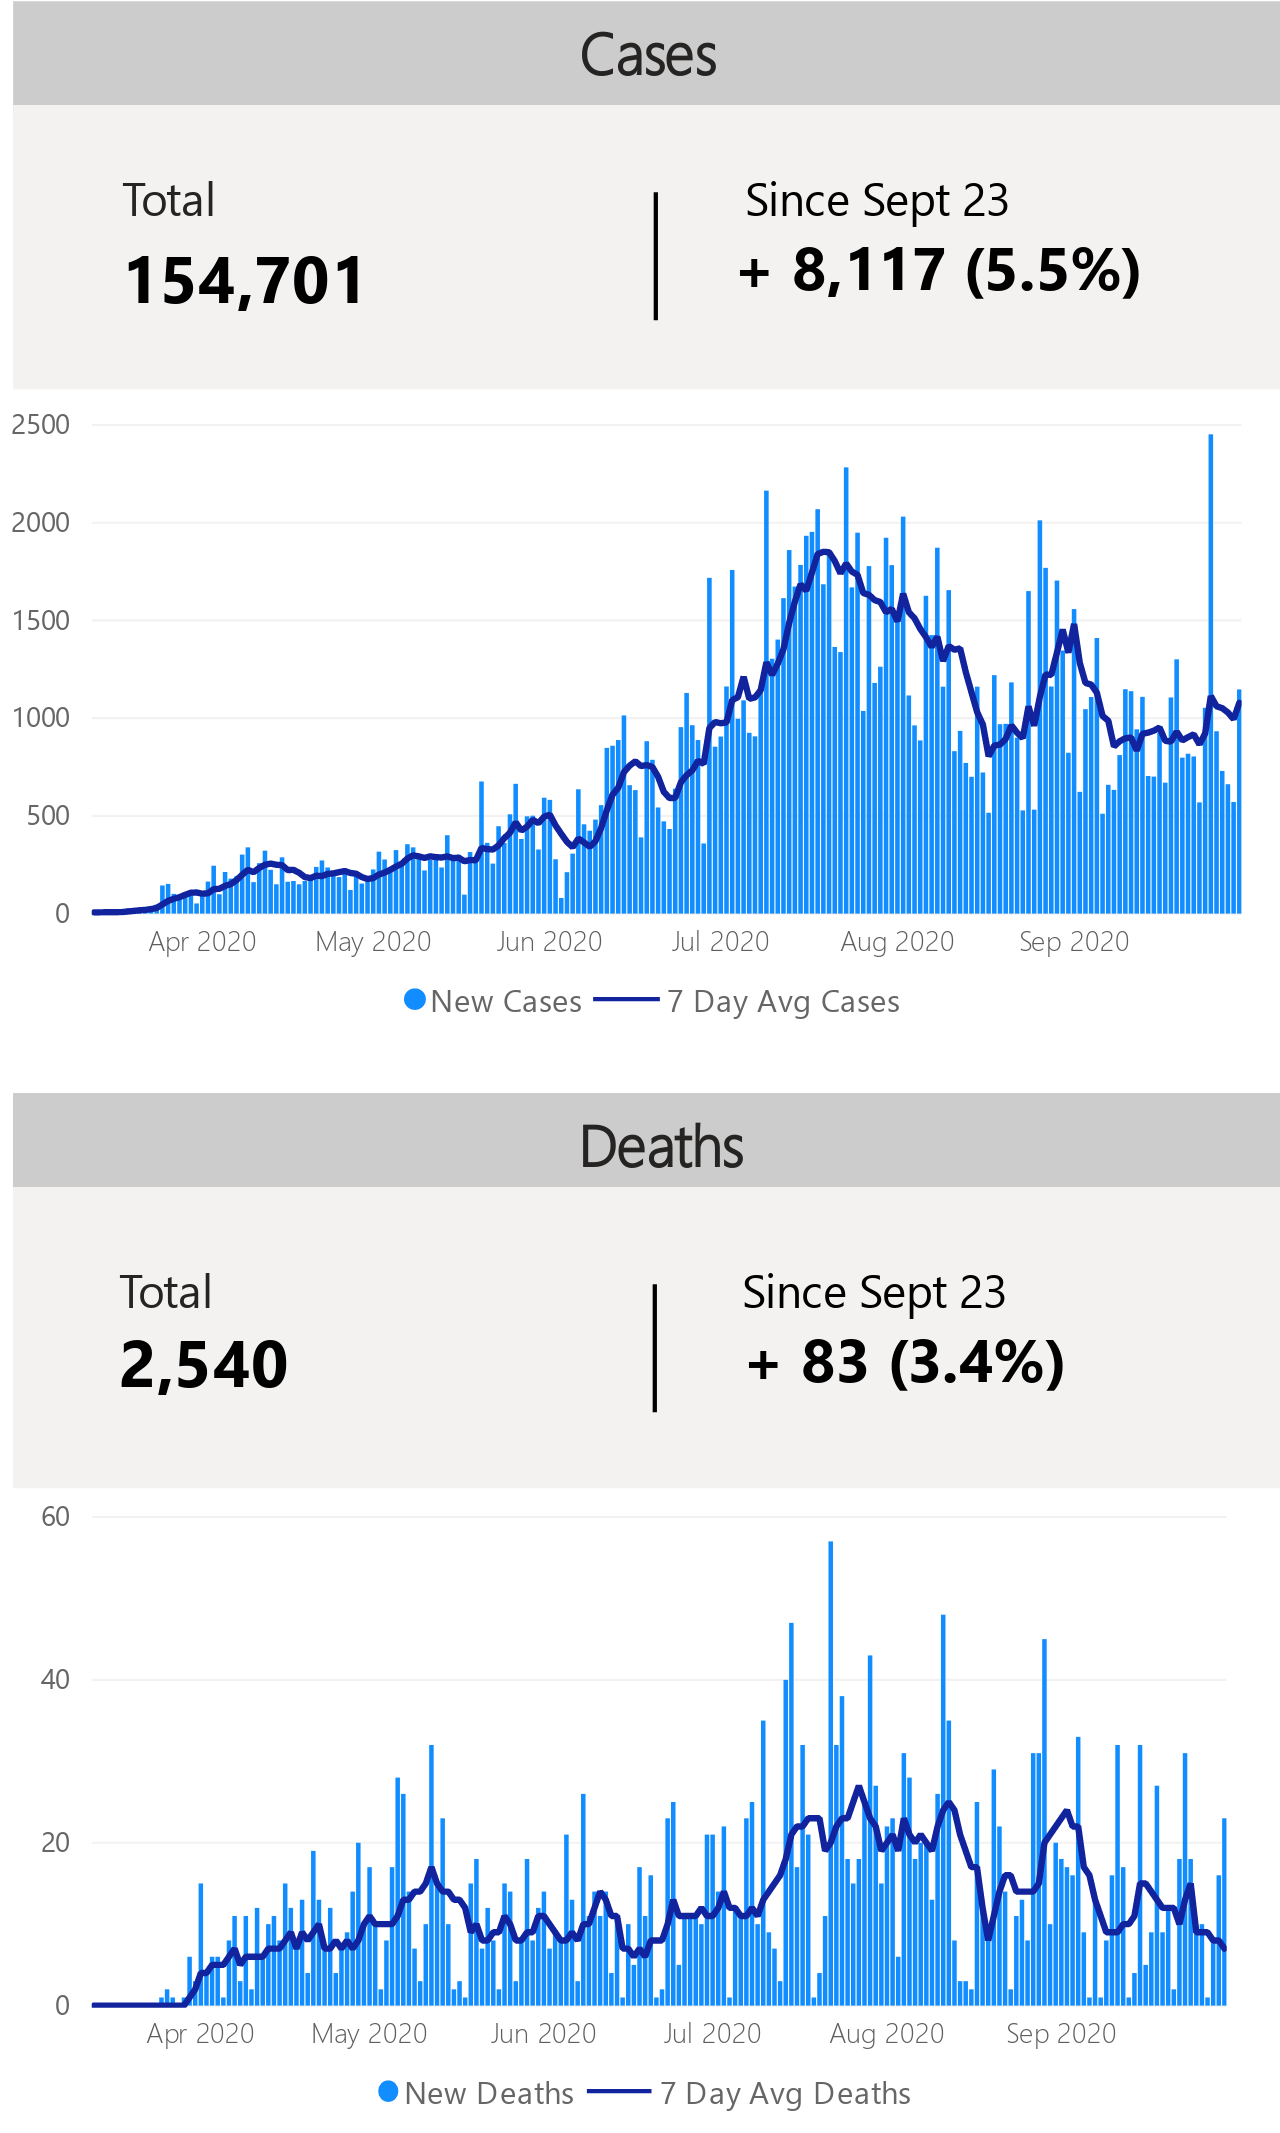 Cases
Total
Since Sept 23
154,701
+ 8,117 (5.5%)
2500
2000
1500
1000
500
0
Apr 2020 May 2020 Jun 2020 Jul 2020 Aug 2020 Sep 2020
New Cases 7 Day Avg Cases
Deaths
Total
Since Sept 23
2,540
+ 83 (3.4%)
60
40
20
0
Apr 2020 May 2020 Jun 2020 Jul 2020 Aug 2020 Sep 2020
New Deaths 7 Day Avg Deaths